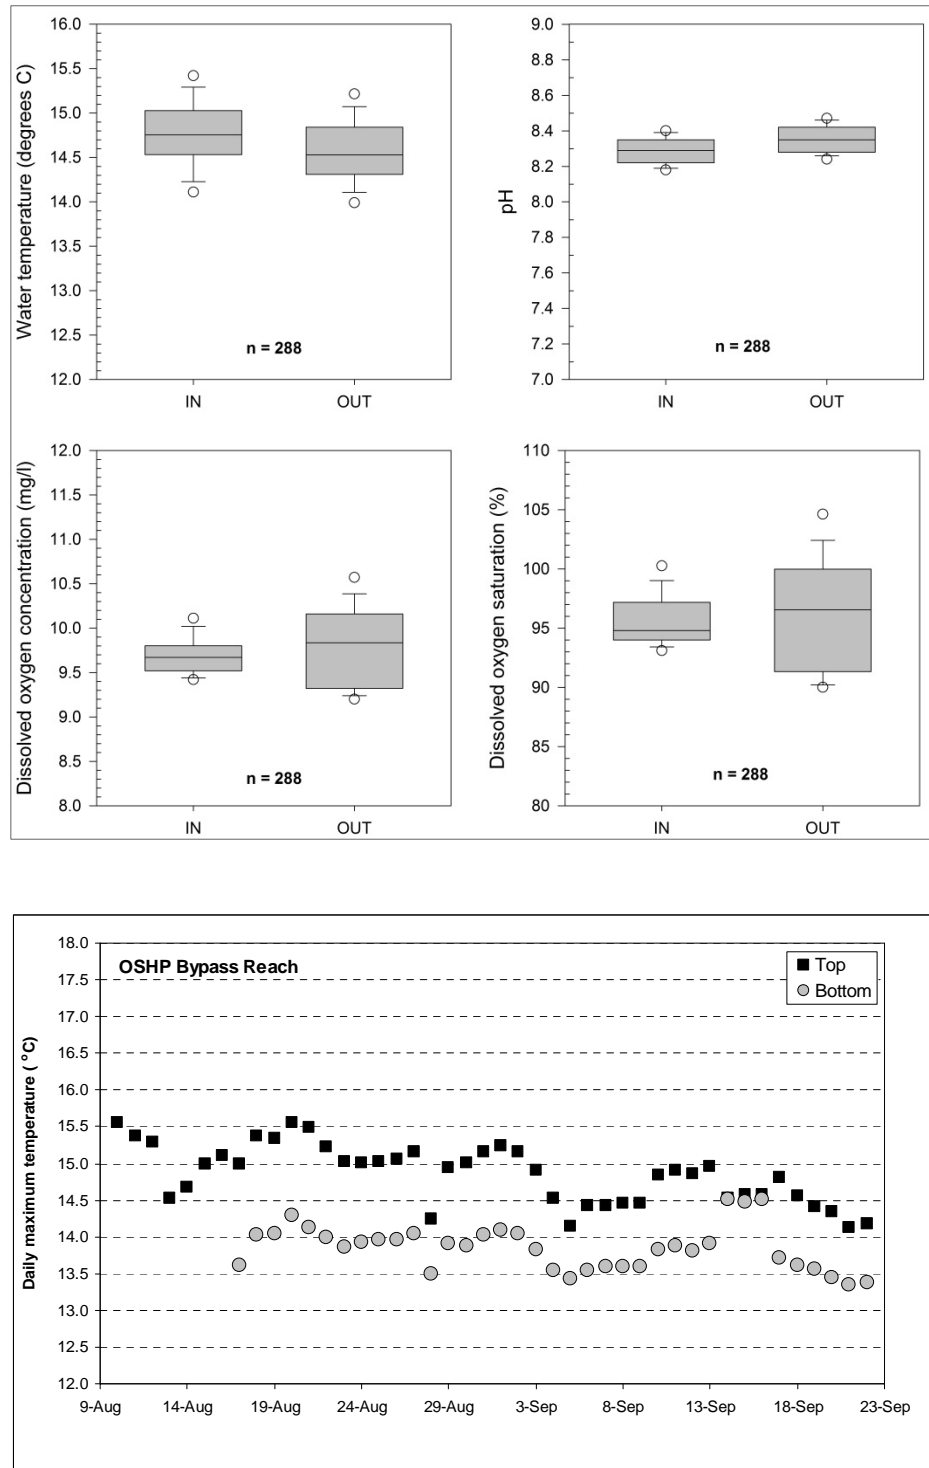 Water temperature (degrees C)
16.0
15.5
15.0
14.5
14.0
13.5
13.0
12.5
12.0
n = 288
IN OUT
pH
9.0
8.8
8.6
8.4
8.2
8.0
7.8
7.6
7.4
7.2
7.0
n = 288
IN OUT
Dissolved oxygen concentration (mg/l)
12.0
11.5
11.0
10.5
10.0
9.5
9.0
8.5
8.0
n = 288
IN OUT
Dissolved oxygen saturation (%)
110
105
100
95
90
85
80
n = 288
IN OUT
OSHP Bypass Reach
Top
Bottom
Daily maximum temperature ( °C)
18.0
17.5
17.0
16.5
16.0
15.5
15.0
14.5
14.0
13.5
13.0
12.5
12.0
9-Aug 14-Aug 19-Aug 24-Aug 29-Aug 3-Sep 8-Sep 13-Sep 18-Sep 23-Sep